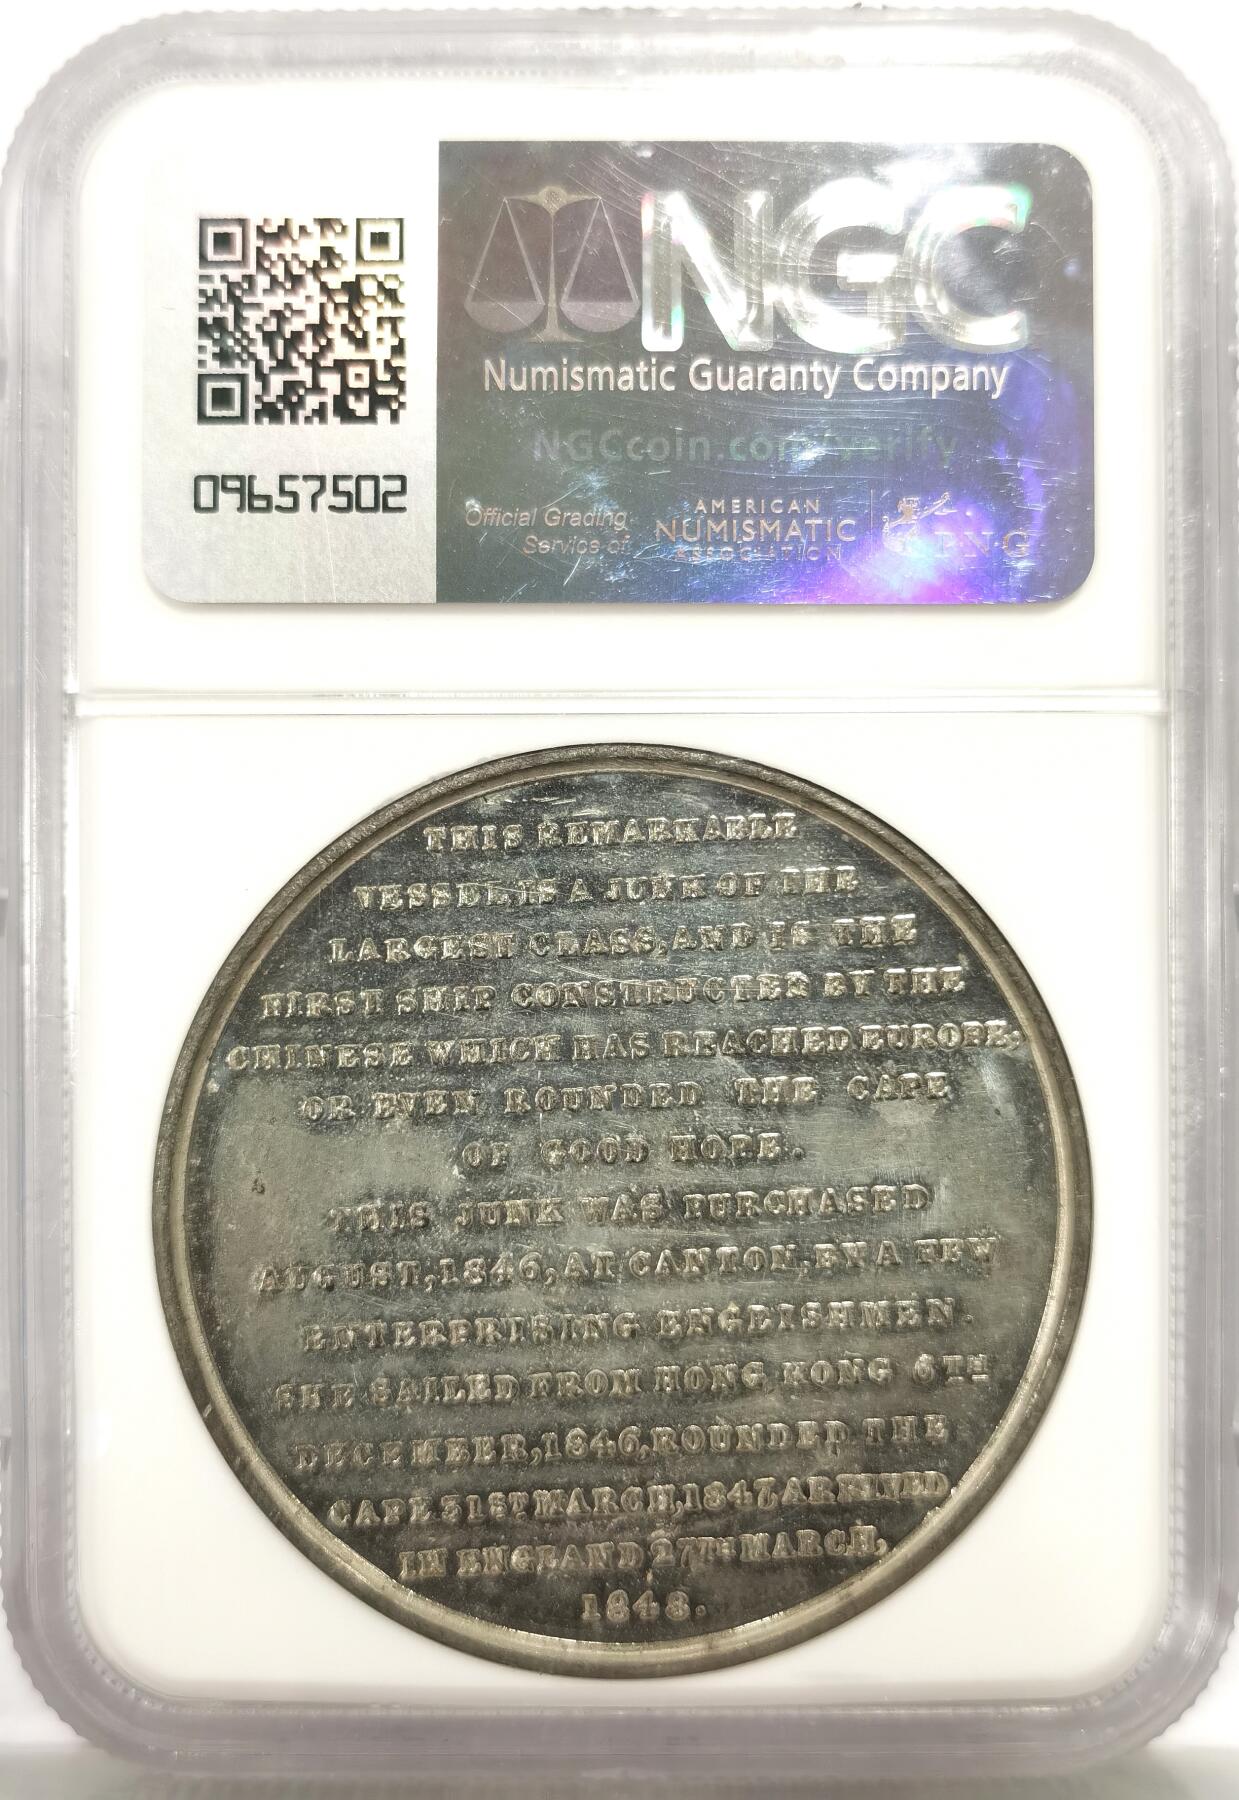 NGC
Numismatic Guaranty Company
NGCcoin.com/verify
09657502
Official Grading
Service of
AMERICAN
NUMISMATIC
ASSOCIATION
PNG
THIS REMARKABLE
VESSEL IS A JUNK OF THE
LARGEST CLASS, AND IS THE
FIRST SHIP CONSTRUCTED BY THE
CHINESE WHICH HAS REACHED EUROPE,
OR EVEN ROUNDED THE CAPE
OF GOOD HOPE.
THIS JUNK WAS PURCHASED
AUGUST, 1846, AT CANTON, BY A FEW
ENTERPRISING ENGLISHMEN.
SHE SAILED FROM HONG KONG 6TH
DECEMBER, 1846, ROUNDED THE
CAPE 31ST MARCH, 1847, ARRIVED
IN ENGLAND 27TH MARCH,
1848.